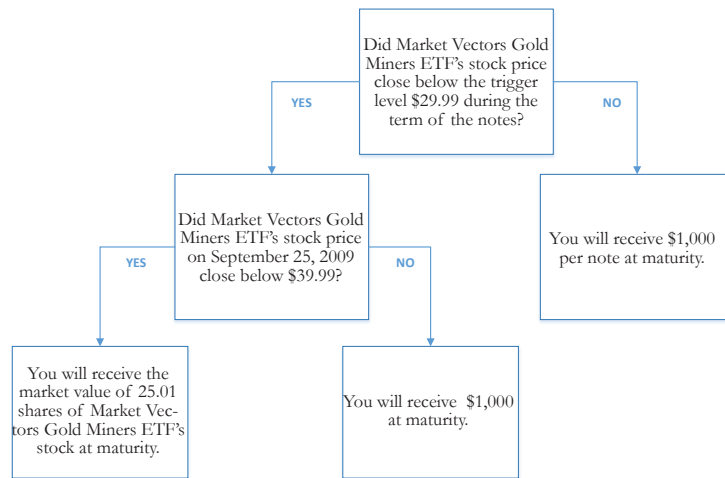 Did Market Vectors Gold
Miners ETF's stock price
close below the trigger
level $29.99 during the
term of the notes?
YES
NO
Did Market Vectors Gold
Miners ETF's stock price
on September 25, 2009
close below $39.99?
You will receive $1,000
per note at maturity.
YES
NO
You will receive the
market value of 25.01
shares of Market Vec-
tors Gold Miners ETF's
stock at maturity.
You will receive $1,000
at maturity.